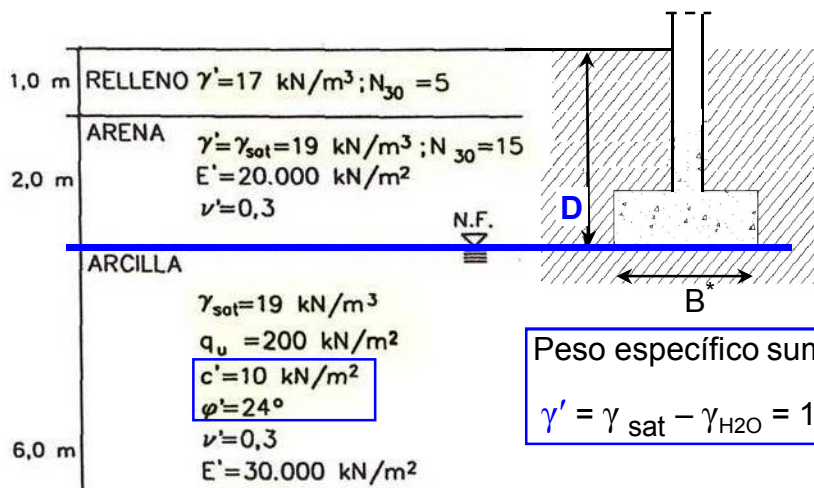 1,0 m RELLENO γ'=17 kN/m³; N₃₀ =5
ARENA
γ'=γsat=19 kN/m³; N ₃₀=15
2,0 m E'=20.000 kN/m²
ν'=0,3
N.F.
D
ARCILLA
B*
γsat=19 kN/m³
qᵤ =200 kN/m²
c'=10 kN/m²
φ'=24°
ν'=0,3
6,0 m E'=30.000 kN/m²
Peso específico sum
γ′ = γ sat – γH2O = 1